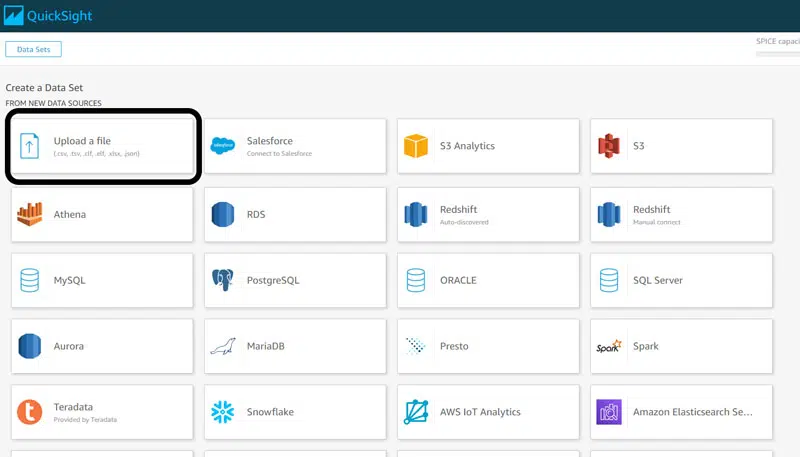 QuickSight
Data Sets
SPICE capaci
Create a Data Set
FROM NEW DATA SOURCES
Upload a file
(.csv, .tsv, .clf, .elf, .xlsx, .json)
salesforce
Salesforce
Connect to Salesforce
S3 Analytics
S3
Athena
RDS
Redshift
Auto-discovered
Redshift
Manual connect
MySQL
PostgreSQL
ORACLE
SQL Server
Aurora
MariaDB
Presto
Spark
Spark
Teradata
Provided by Teradata
Snowflake
AWS IoT Analytics
Amazon Elasticsearch Se...